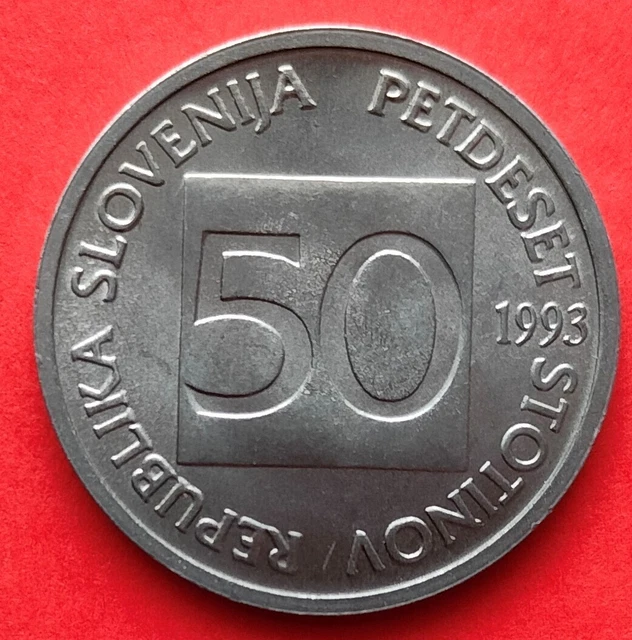 REPUBLIKA SLOVENIJA
PETDESET STOTINOV
50
1993